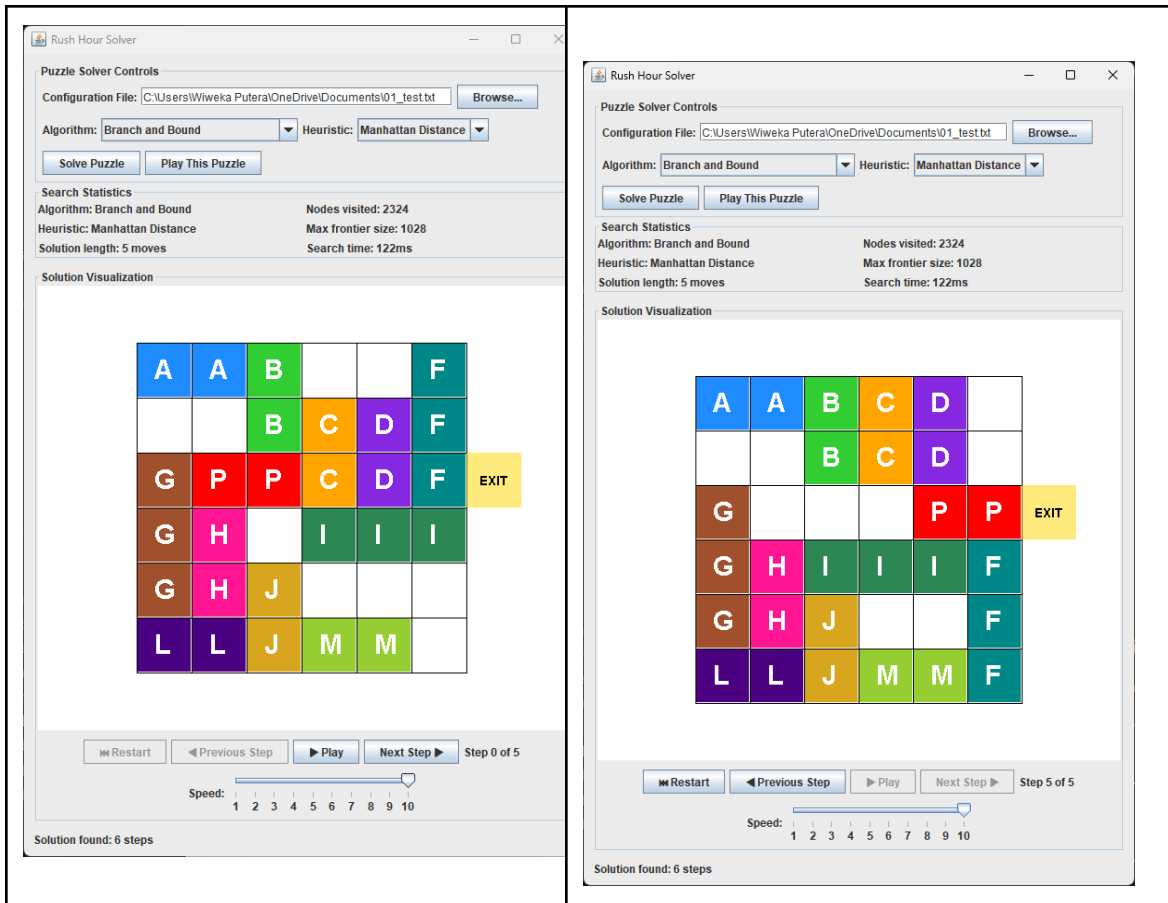 Rush Hour Solver
Puzzle Solver Controls
Configuration File: C:\Users\Wiweka Putera\OneDrive\Documents\01_test.txt Browse...
Algorithm: Branch and Bound Heuristic: Manhattan Distance
Solve Puzzle Play This Puzzle
Search Statistics
Algorithm: Branch and Bound Nodes visited: 2324
Heuristic: Manhattan Distance Max frontier size: 1028
Solution length: 5 moves Search time: 122ms
Solution Visualization
A A B F
B C D F
G P P C D F EXIT
G H I I I
G H J
L L J M M
Restart Previous Step Play Next Step Step 0 of 5
Speed:
1 2 3 4 5 6 7 8 9 10
Solution found: 6 steps
Rush Hour Solver
Puzzle Solver Controls
Configuration File: C:\Users\Wiweka Putera\OneDrive\Documents\01_test.txt Browse...
Algorithm: Branch and Bound Heuristic: Manhattan Distance
Solve Puzzle Play This Puzzle
Search Statistics
Algorithm: Branch and Bound Nodes visited: 2324
Heuristic: Manhattan Distance Max frontier size: 1028
Solution length: 5 moves Search time: 122ms
Solution Visualization
A A B C D
B C D
G P P EXIT
G H I I I F
G H J F
L L J M M F
Restart Previous Step Play Next Step Step 5 of 5
Speed:
1 2 3 4 5 6 7 8 9 10
Solution found: 6 steps